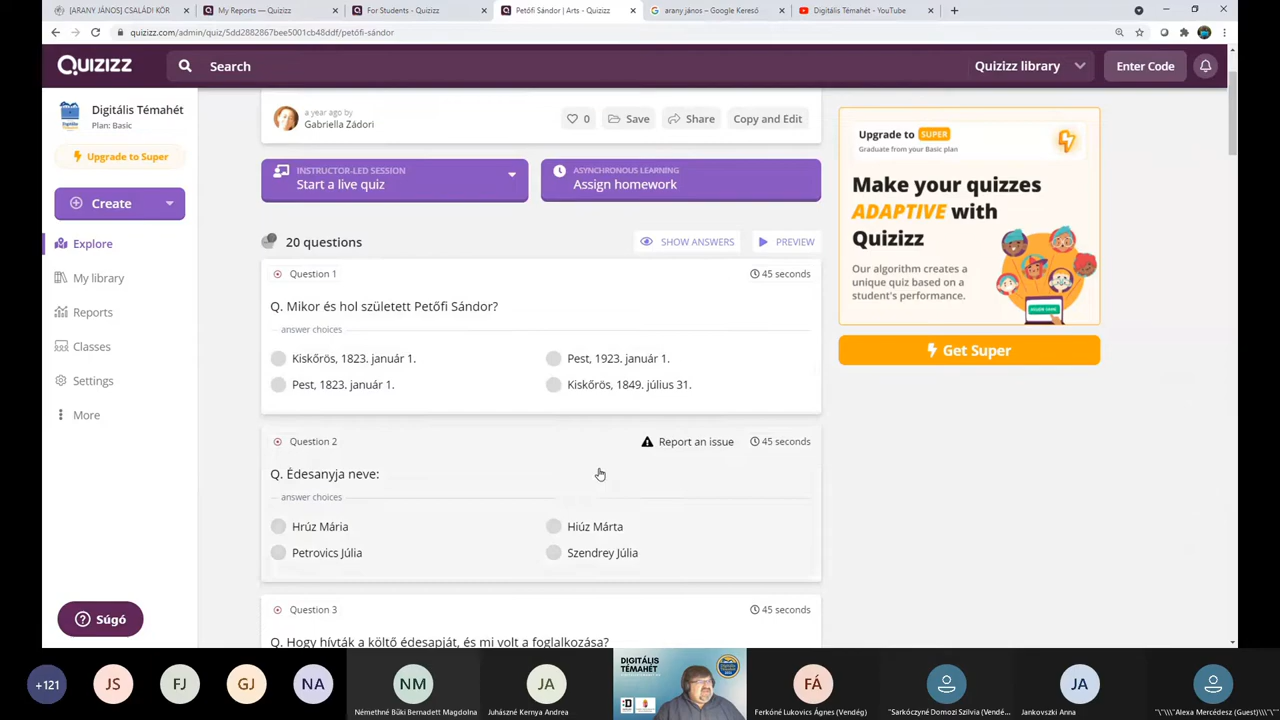 [ARANY JÁNOS] CSALÁDI KÖR
My Reports — Quizizz
For Students - Quizizz
Petőfi Sándor | Arts - Quizizz
arany jános – Google Kereső
Digitális Témahét - YouTube
quizizz.com/admin/quiz/5dd2882867bee5001cb48ddf/petőfi-sándor
Quizizz
Search
Quizizz library
Enter Code
Digitális Témahét
Plan: Basic
Upgrade to Super
Create
Explore
My library
Reports
Classes
Settings
More
Súgó
a year ago by
Gabriella Zádori
0
Save
Share
Copy and Edit
INSTRUCTOR-LED SESSION
Start a live quiz
ASYNCHRONOUS LEARNING
Assign homework
20 questions
SHOW ANSWERS
PREVIEW
Question 1
45 seconds
Q. Mikor és hol született Petőfi Sándor?
answer choices
Kiskőrös, 1823. január 1.
Pest, 1923. január 1.
Pest, 1823. január 1.
Kiskőrös, 1849. július 31.
Question 2
Report an issue
45 seconds
Q. Édesanyja neve:
answer choices
Hrúz Mária
Hiúz Márta
Petrovics Júlia
Szendrey Júlia
Question 3
45 seconds
Q. Hogy hívták a költő édesapját, és mi volt a foglalkozása?
Upgrade to SUPER
Graduate from your Basic plan
Make your quizzes
ADAPTIVE with
Quizizz
Our algorithm creates a
unique quiz based on a
student's performance.
Get Super
+121
JS
FJ
GJ
NA
NM
Némethné Bűki Bernadett Magdolna
JA
Juhászné Kernya Andrea
DIGITÁLIS
TÉMAHÉT
FÁ
Ferkóné Lukovics Ágnes (Vendég)
"Sarkóczyné Domozi Szilvia (Vendé...
JA
Jankovszki Anna
"\"\\\"Alexa Mercédesz (Guest)\\\"\...